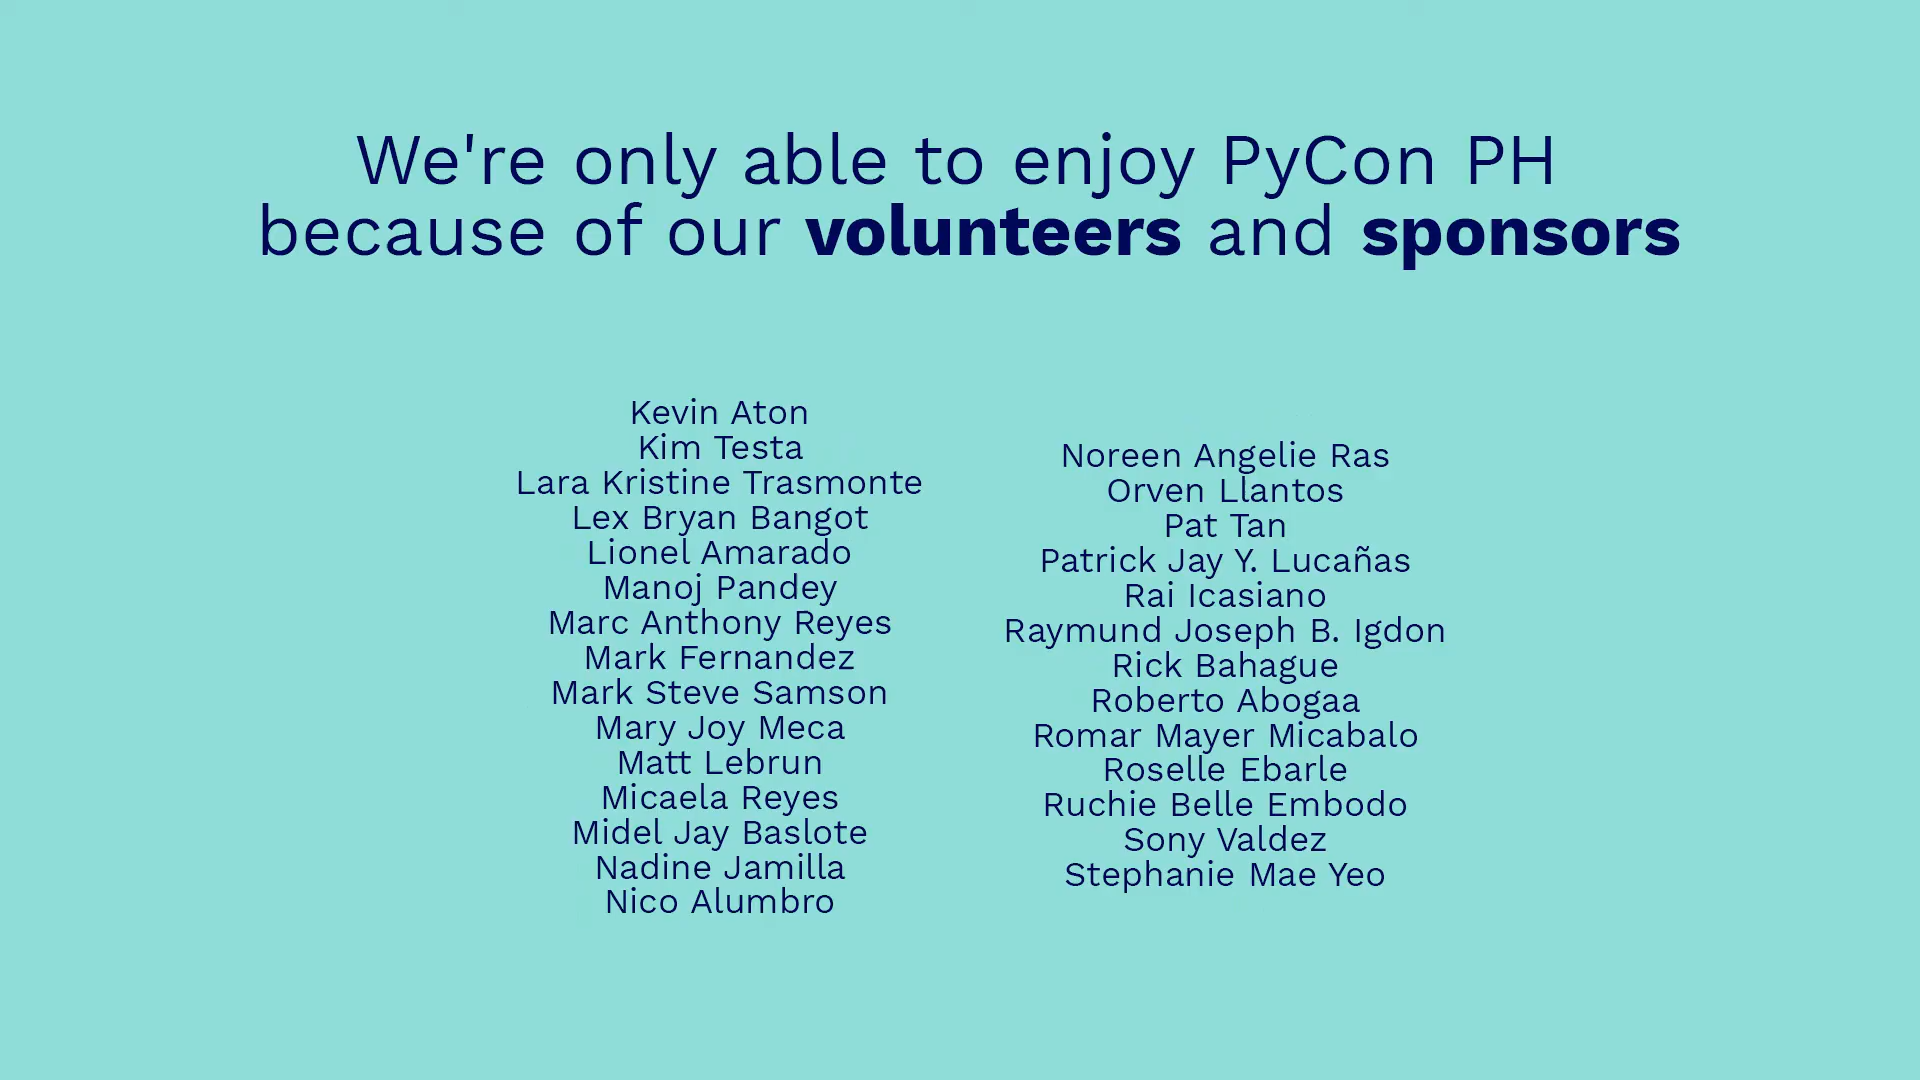 We're only able to enjoy PyCon PH
because of our volunteers and sponsors
Kevin Aton
Kim Testa
Lara Kristine Trasmonte
Lex Bryan Bangot
Lionel Amarado
Manoj Pandey
Marc Anthony Reyes
Mark Fernandez
Mark Steve Samson
Mary Joy Meca
Matt Lebrun
Micaela Reyes
Midel Jay Baslote
Nadine Jamilla
Nico Alumbro
Noreen Angelie Ras
Orven Llantos
Pat Tan
Patrick Jay Y. Lucañas
Rai Icasiano
Raymund Joseph B. Igdon
Rick Bahague
Roberto Abogaa
Romar Mayer Micabalo
Roselle Ebarle
Ruchie Belle Embodo
Sony Valdez
Stephanie Mae Yeo